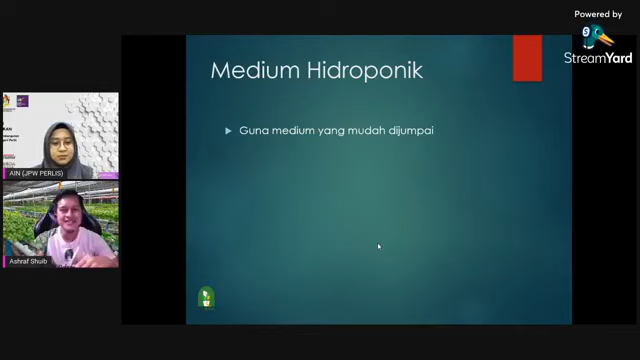 Powered by
StreamYard
Medium Hidroponik
Guna medium yang mudah dijumpai
AIN (JPW PERLIS)
Ashraf Shuib